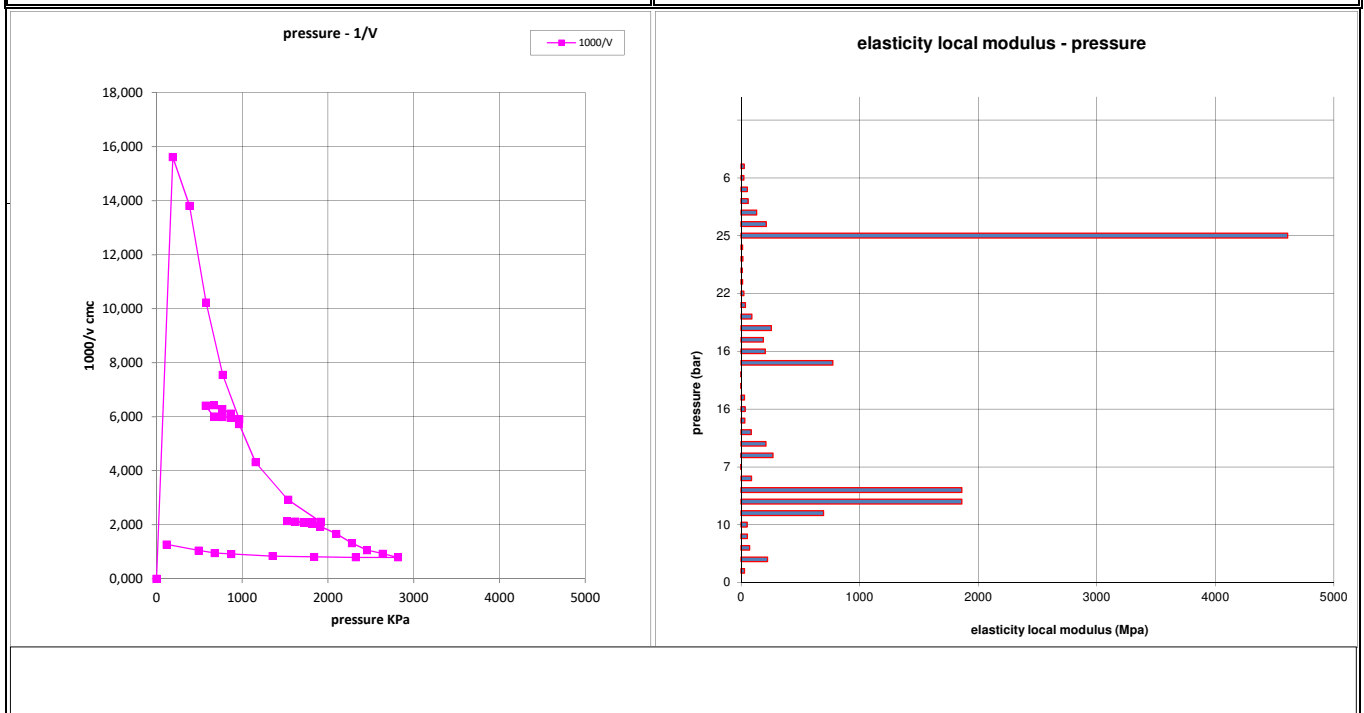 pressure - 1/V
1000/V
18,000
16,000
14,000
12,000
10,000
8,000
6,000
4,000
2,000
0,000
1000/v cmc
0 1000 2000 3000 4000 5000
pressure KPa
elasticity local modulus - pressure
6
25
22
16
16
7
10
0
pressure (bar)
0 1000 2000 3000 4000 5000
elasticity local modulus (Mpa)